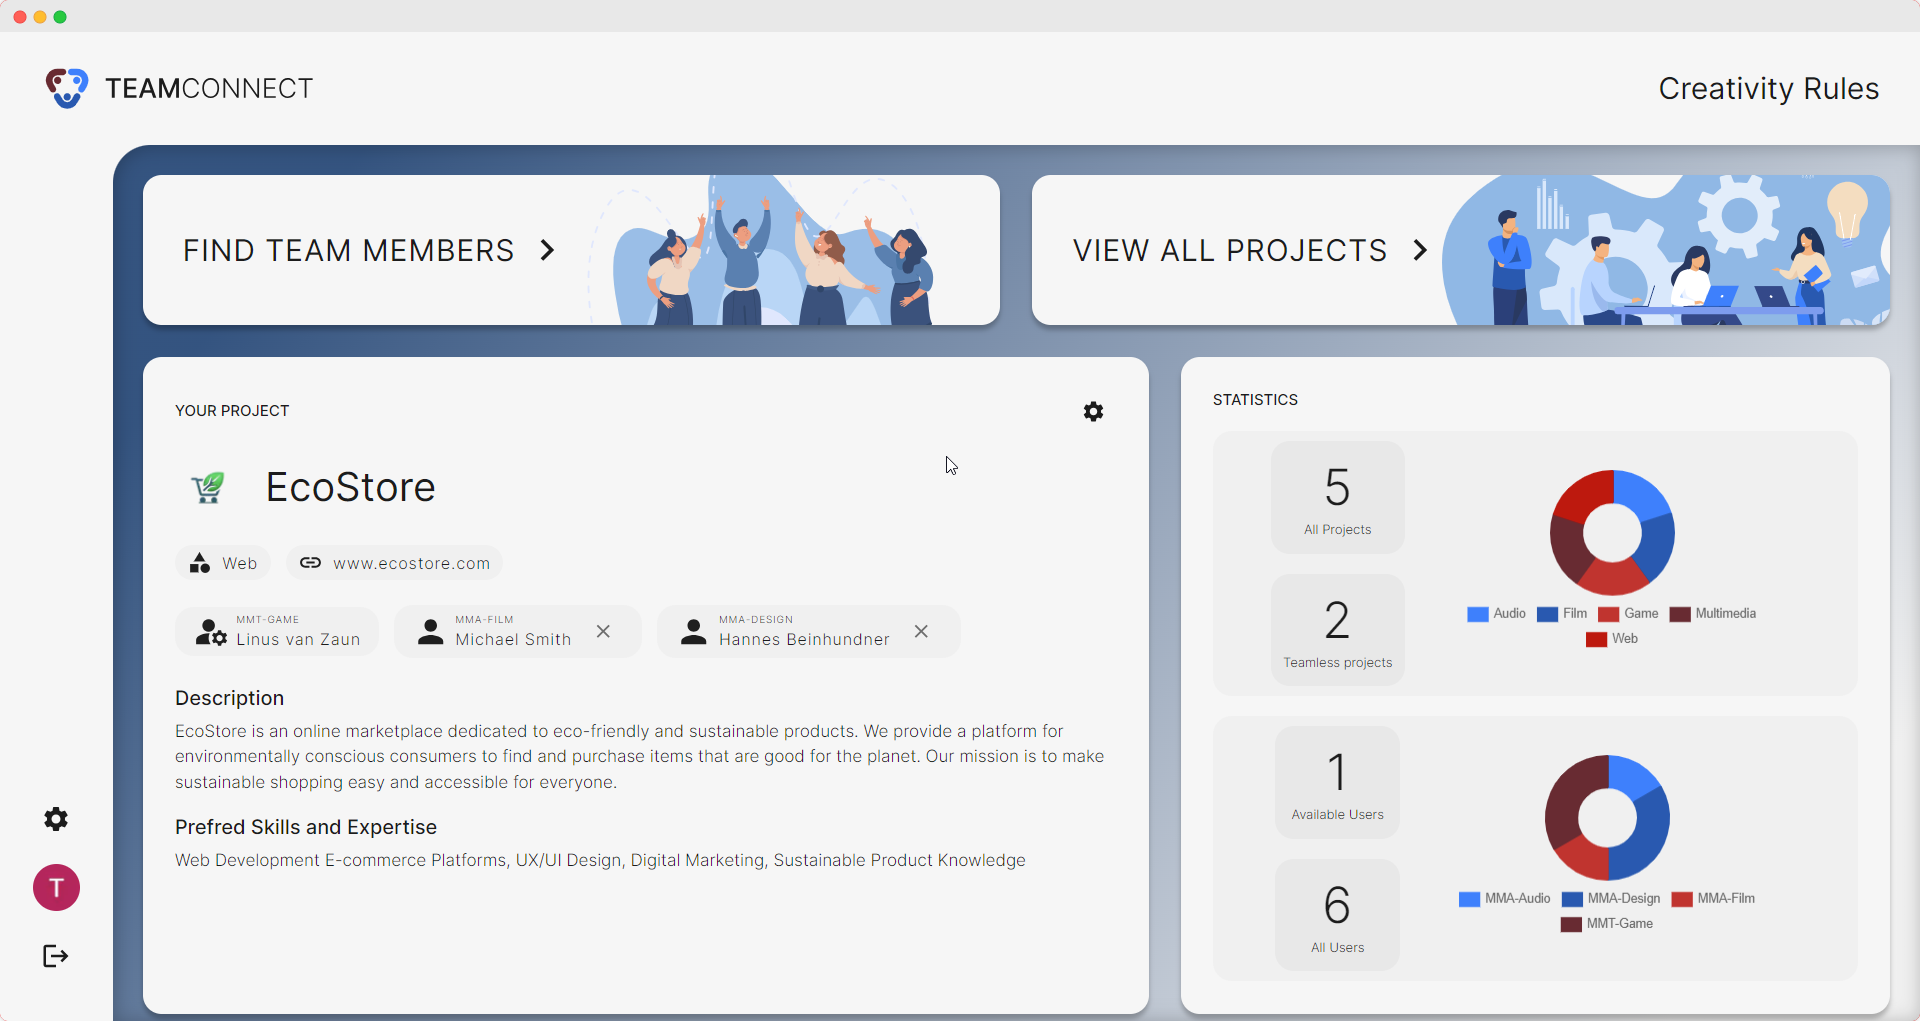 TEAMCONNECT
Creativity Rules
FIND TEAM MEMBERS
VIEW ALL PROJECTS
YOUR PROJECT
EcoStore
Web
www.ecostore.com
MMT-GAME
Linus van Zaun
MMA-FILM
Michael Smith
MMA-DESIGN
Hannes Beinhundner
Description
EcoStore is an online marketplace dedicated to eco-friendly and sustainable products. We provide a platform for
environmentally conscious consumers to find and purchase items that are good for the planet. Our mission is to make
sustainable shopping easy and accessible for everyone.
Prefred Skills and Expertise
Web Development E-commerce Platforms, UX/UI Design, Digital Marketing, Sustainable Product Knowledge
STATISTICS
5
All Projects
2
Teamless projects
Audio Film Game Multimedia
Web
1
Available Users
6
All Users
MMA-Audio MMA-Design MMA-Film
MMT-Game
T